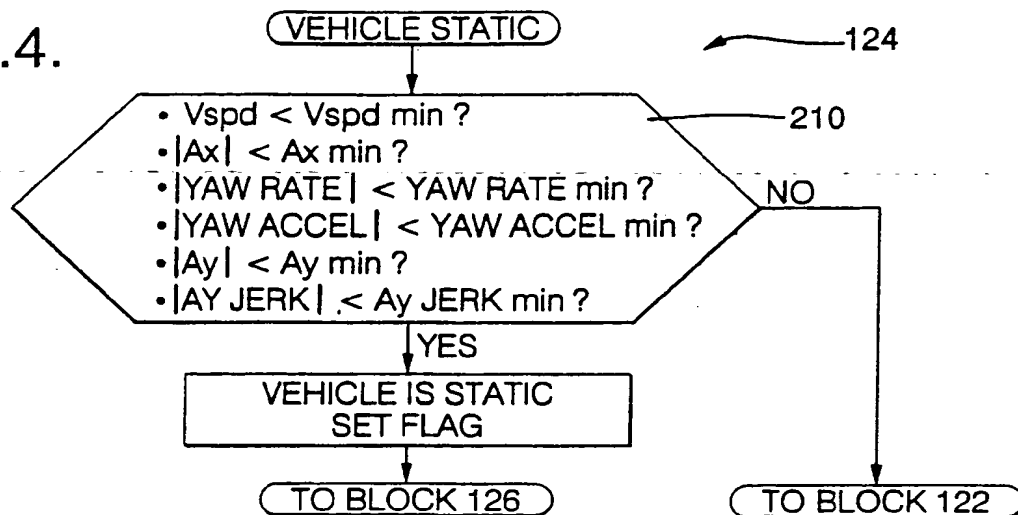 .4.
VEHICLE STATIC
124
• Vspd < Vspd min ?
210
• |Ax| < Ax min ?
• |YAW RATE| < YAW RATE min ?
NO
• |YAW ACCEL| < YAW ACCEL min ?
• |Ay| < Ay min ?
• |AY JERK| < Ay JERK min ?
YES
VEHICLE IS STATIC
SET FLAG
TO BLOCK 126
TO BLOCK 122